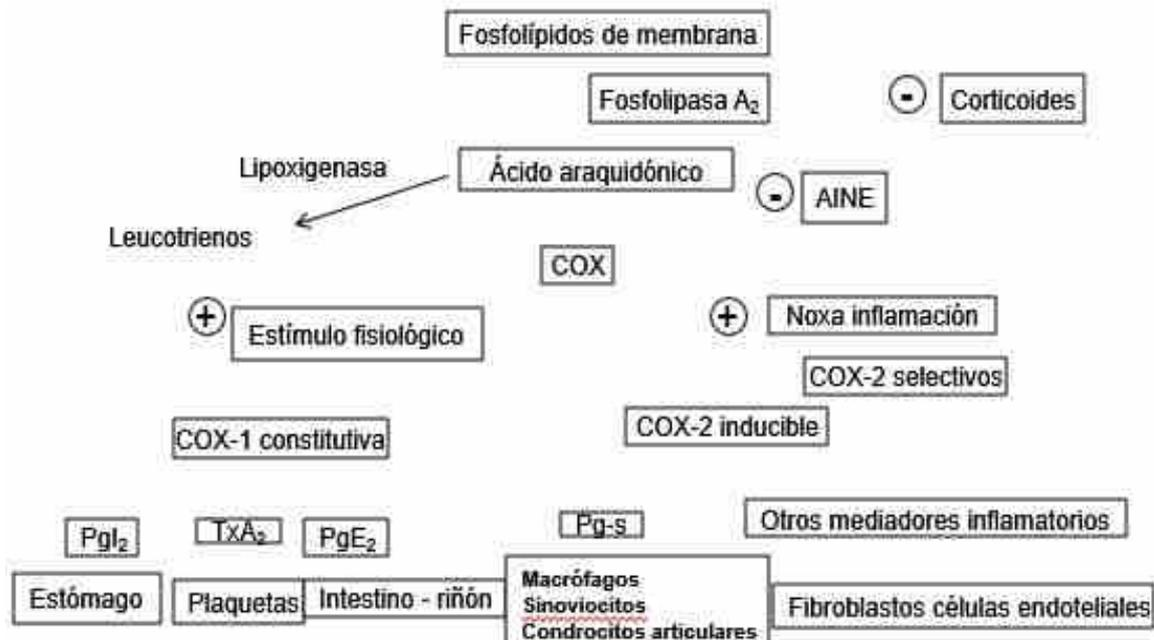 Fosfolípidos de membrana
Fosfolipasa A₂
-
Corticoides
Lipoxigenasa
Ácido araquidónico
-
AINE
Leucotrienos
COX
+
Estímulo fisiológico
+
Noxa inflamación
COX-2 selectivos
COX-1 constitutiva
COX-2 inducible
PgI₂
TxA₂
PgE₂
Pg-s
Otros mediadores inflamatorios
Estómago
Plaquetas
Intestino - riñón
Macrófagos
Sinoviocitos
Condrocitos articulares
Fibroblastos células endoteliales